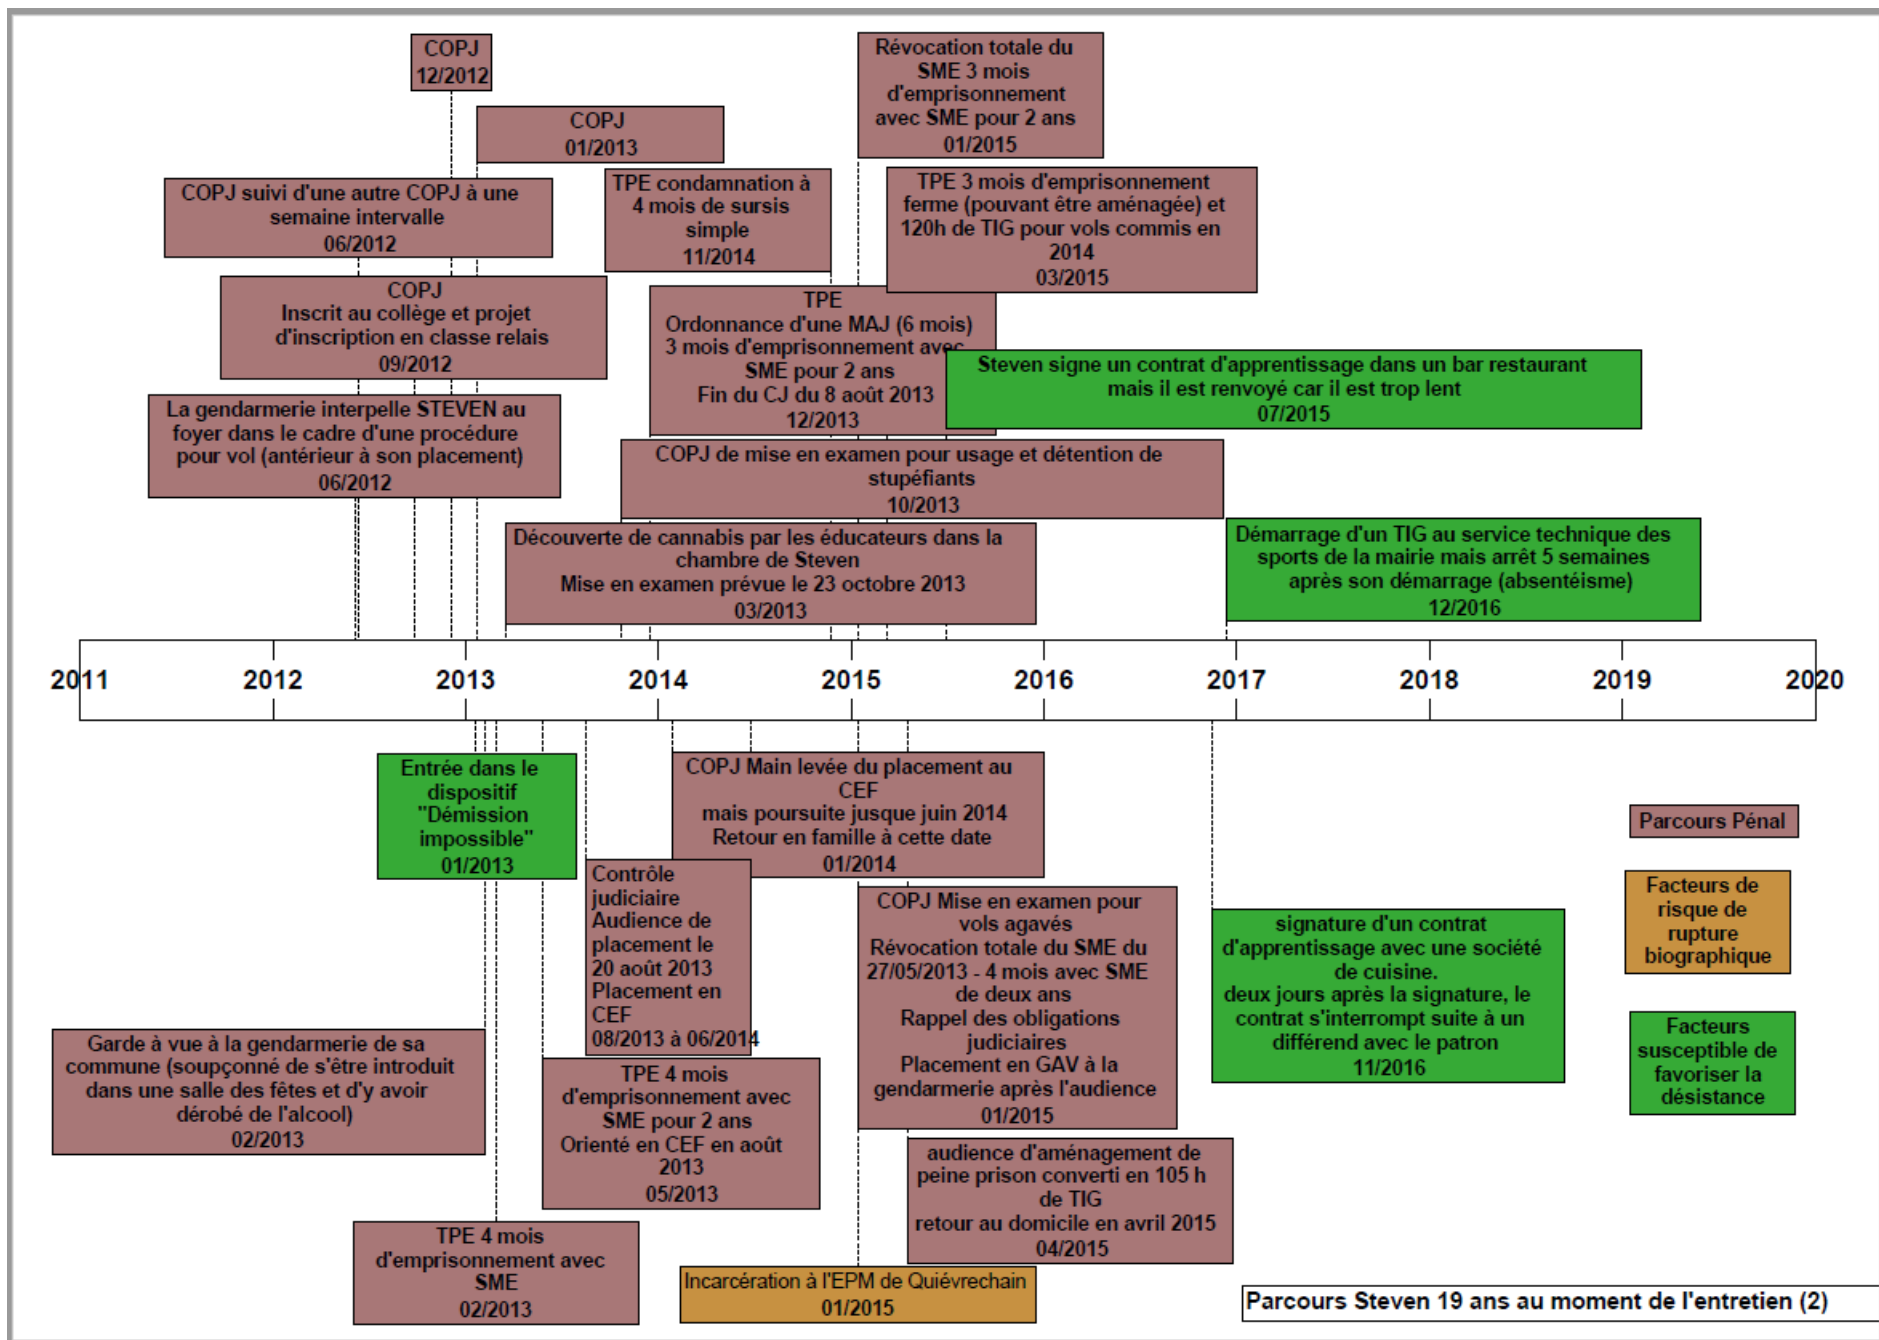 COPJ
12/2012
COPJ
01/2013
COPJ suivi d'une autre COPJ à une
semaine intervalle
06/2012
COPJ
Inscrit au collège et projet
d'inscription en classe relais
09/2012
La gendarmerie interpelle STEVEN au
foyer dans le cadre d'une procédure
pour vol (antérieur à son placement)
06/2012
TPE condamnation à
4 mois de sursis
simple
11/2014
Révocation totale du
SME 3 mois
d'emprisonnement
avec SME pour 2 ans
01/2015
TPE 3 mois d'emprisonnement
ferme (pouvant être aménagée) et
120h de TIG pour vols commis en
2014
03/2015
TPE
Ordonnance d'une MAJ (6 mois)
3 mois d'emprisonnement avec
SME pour 2 ans
Fin du CJ du 8 août 2013
12/2013
Steven signe un contrat d'apprentissage dans un bar restaurant
mais il est renvoyé car il est trop lent
07/2015
COPJ de mise en examen pour usage et détention de
stupéfiants
10/2013
Découverte de cannabis par les éducateurs dans la
chambre de Steven
Mise en examen prévue le 23 octobre 2013
03/2013
Démarrage d'un TIG au service technique des
sports de la mairie mais arrêt 5 semaines
après son démarrage (absentéisme)
12/2016
2011 2012 2013 2014 2015 2016 2017 2018 2019 2020
Entrée dans le
dispositif
"Démission
impossible"
01/2013
COPJ Main levée du placement au
CEF
mais poursuite jusque juin 2014
Retour en famille à cette date
01/2014
Contrôle
judiciaire
Audience de
placement le
20 août 2013
Placement en
CEF
08/2013 à 06/2014
COPJ Mise en examen pour
vols agavés
Révocation totale du SME du
27/05/2013 - 4 mois avec SME
de deux ans
Rappel des obligations
judiciaires
Placement en GAV à la
gendarmerie après l'audience
01/2015
signature d'un contrat
d'apprentissage avec une société
de cuisine.
deux jours après la signature, le
contrat s'interrompt suite à un
différend avec le patron
11/2016
Garde à vue à la gendarmerie de sa
commune (soupçonné de s'être introduit
dans une salle des fêtes et d'y avoir
dérobé de l'alcool)
02/2013
TPE 4 mois
d'emprisonnement avec
SME pour 2 ans
Orienté en CEF en août
2013
05/2013
audience d'aménagement de
peine prison converti en 105 h
de TIG
retour au domicile en avril 2015
04/2015
TPE 4 mois
d'emprisonnement avec
SME
02/2013
Incarcération à l'EPM de Quiévrechain
01/2015
Parcours Pénal
Facteurs de
risque de
rupture
biographique
Facteurs
susceptible de
favoriser la
désistance
Parcours Steven 19 ans au moment de l'entretien (2)